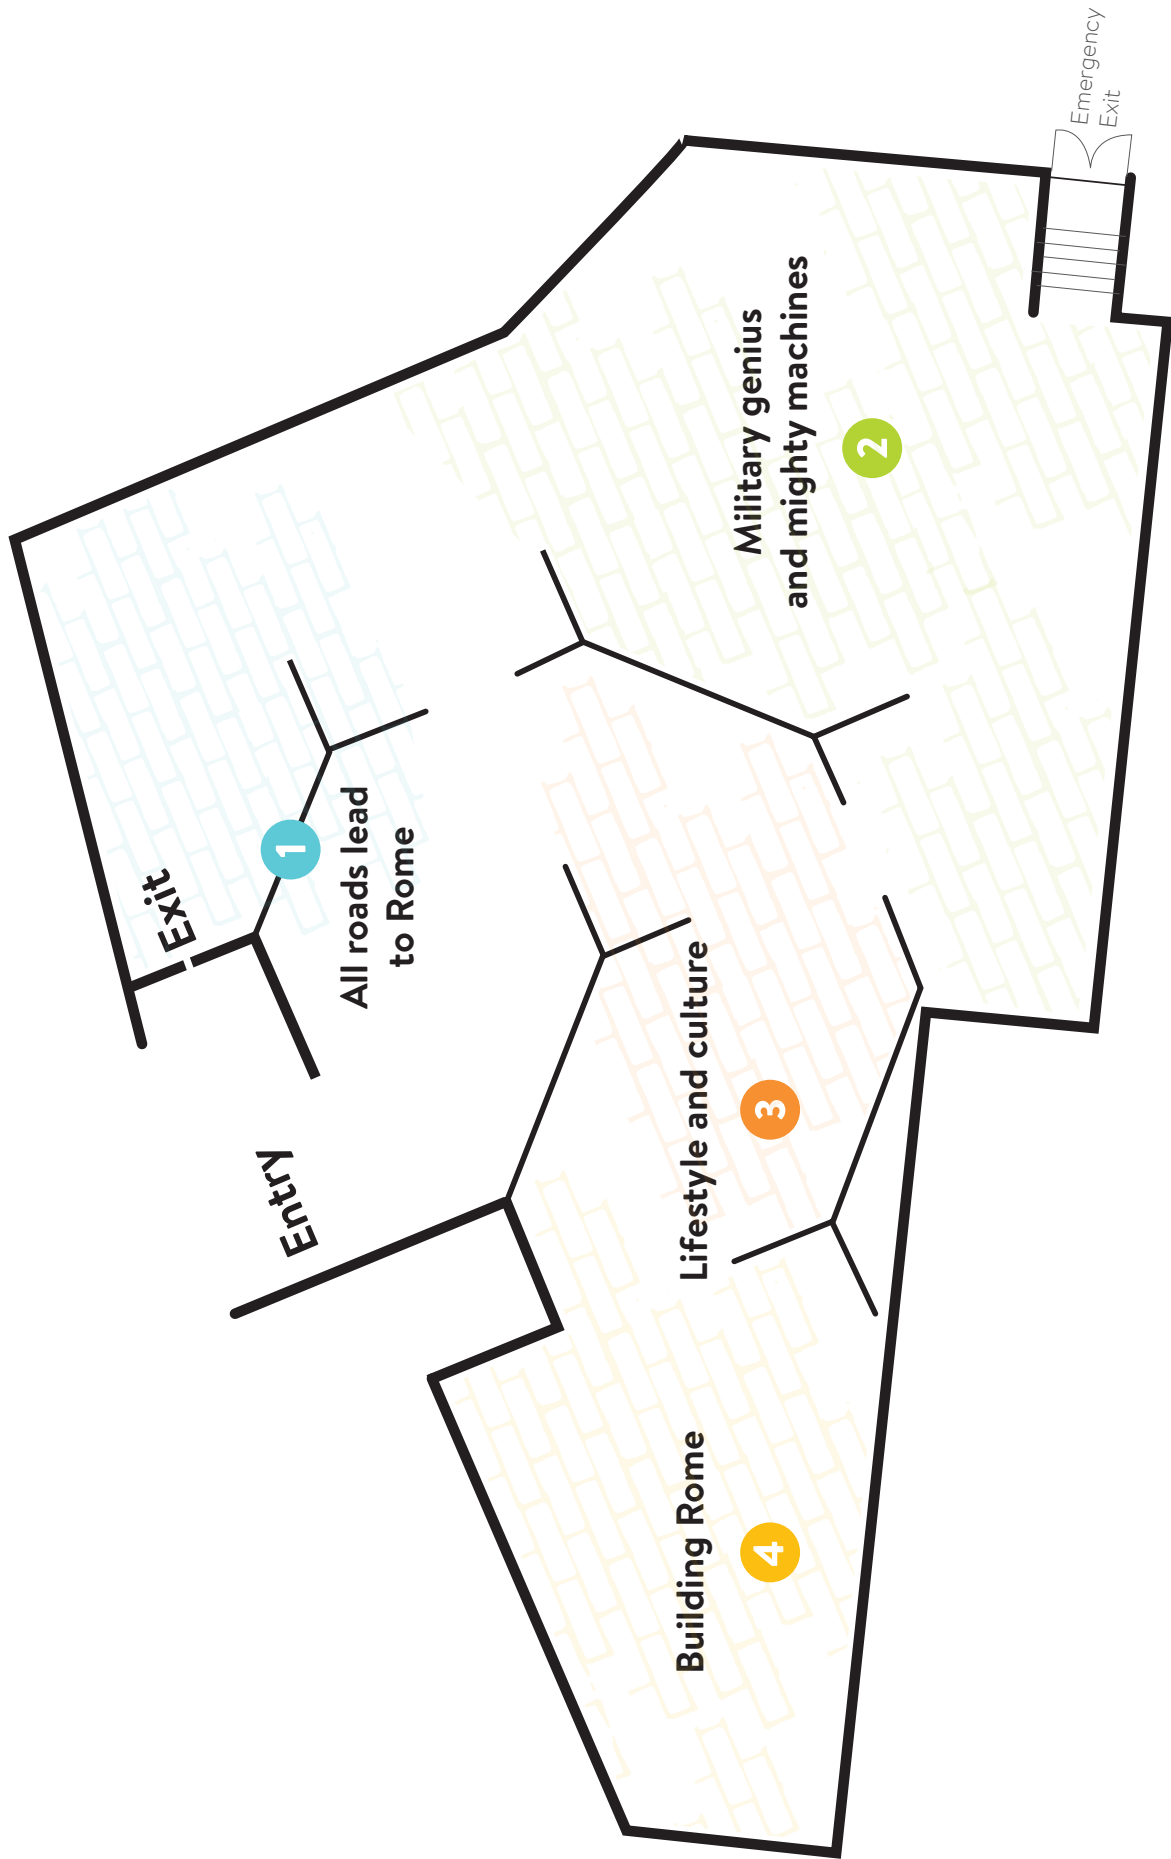 Entry
Exit
1
All roads lead
to Rome
Military genius
and mighty machines
2
Lifestyle and culture
3
Building Rome
4
Emergency
Exit